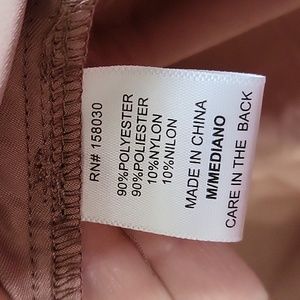 RN# 158030
90%POLYESTER
90%POLIESTER
10%NYLON
10%NILON
MADE IN CHINA
M/MEDIANO
CARE IN THE BACK